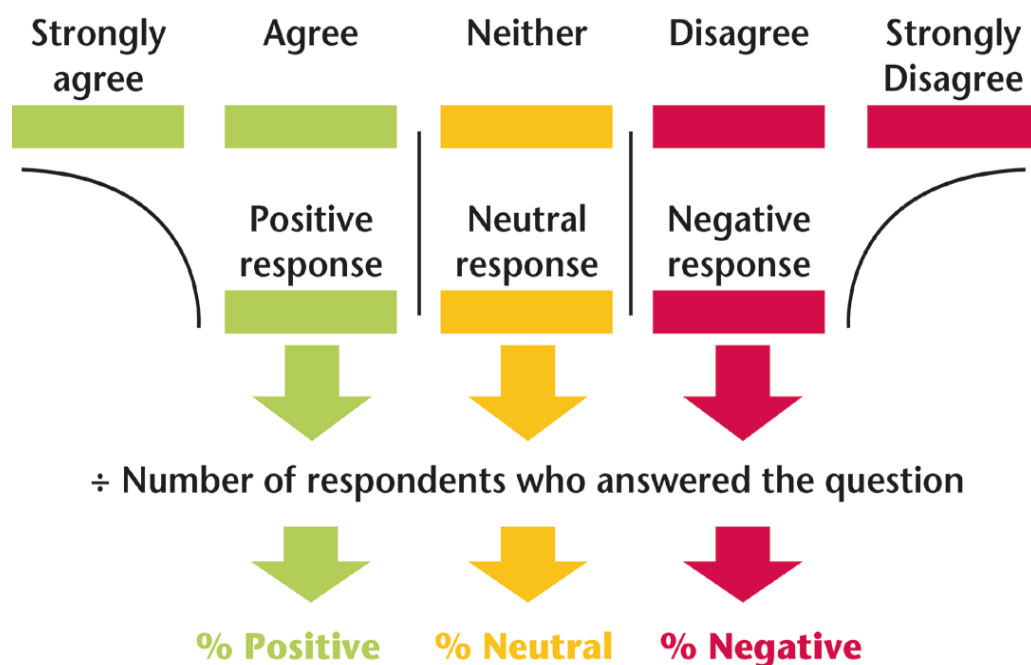 Strongly
agree
Agree
Neither
Disagree
Strongly
Disagree
Positive
response
Neutral
response
Negative
response
÷ Number of respondents who answered the question
% Positive
% Neutral
% Negative